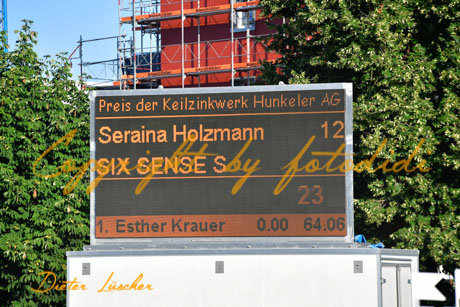 Preis der Keilzinkwerk Hunkeler AG
Seraina Holzmann 12
SIX SENSE S
23
1. Esther Krauer 0.00 64.06
Copyright by fotodidi
Dieter Lüscher